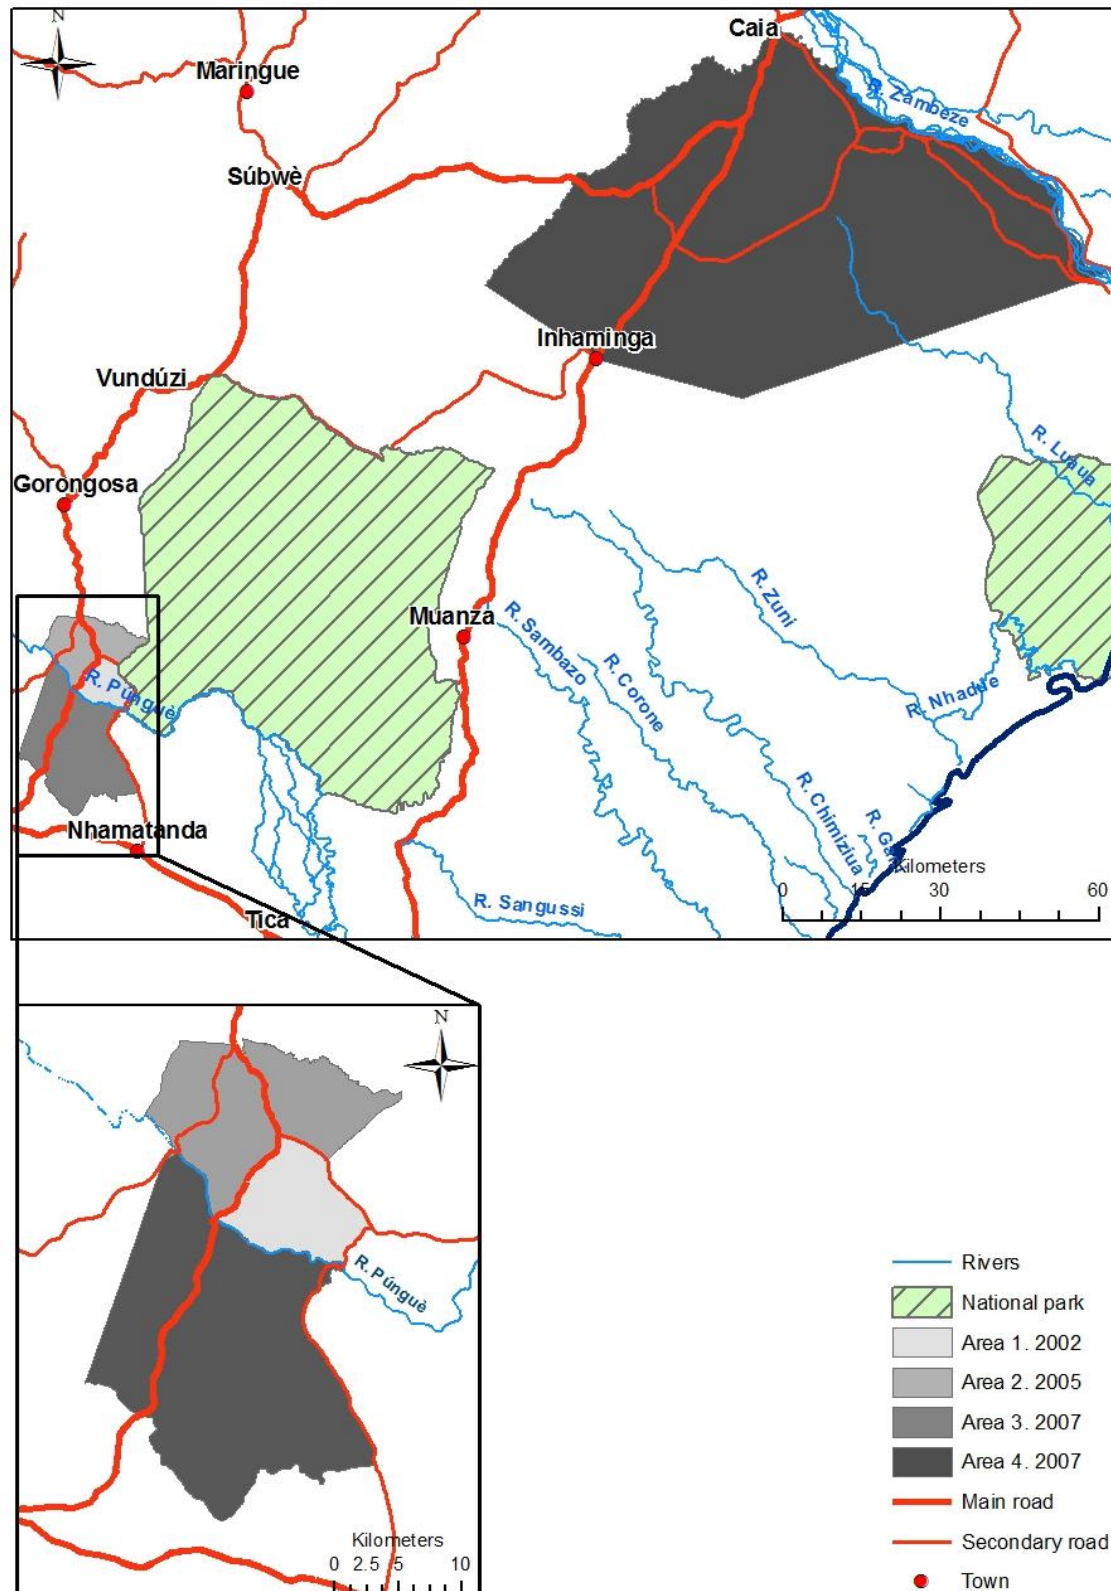 N
Caia
Maringue
R. Zambeze
Súbwè
Inhaminga
Vundúzi
R. Luaua
Gorongosa
R. Zuni
Muanza
R. Sambazo
R. Corone
R. Púnguè
R. Nhadue
R. Chimiziua
Nhamatanda
Kilometers
0 15 30 60
R. Sangussi
Tica
N
R. Púnguè
Kilometers
0 2.5 5 10
Rivers
National park
Area 1. 2002
Area 2. 2005
Area 3. 2007
Area 4. 2007
Main road
Secondary road
Town